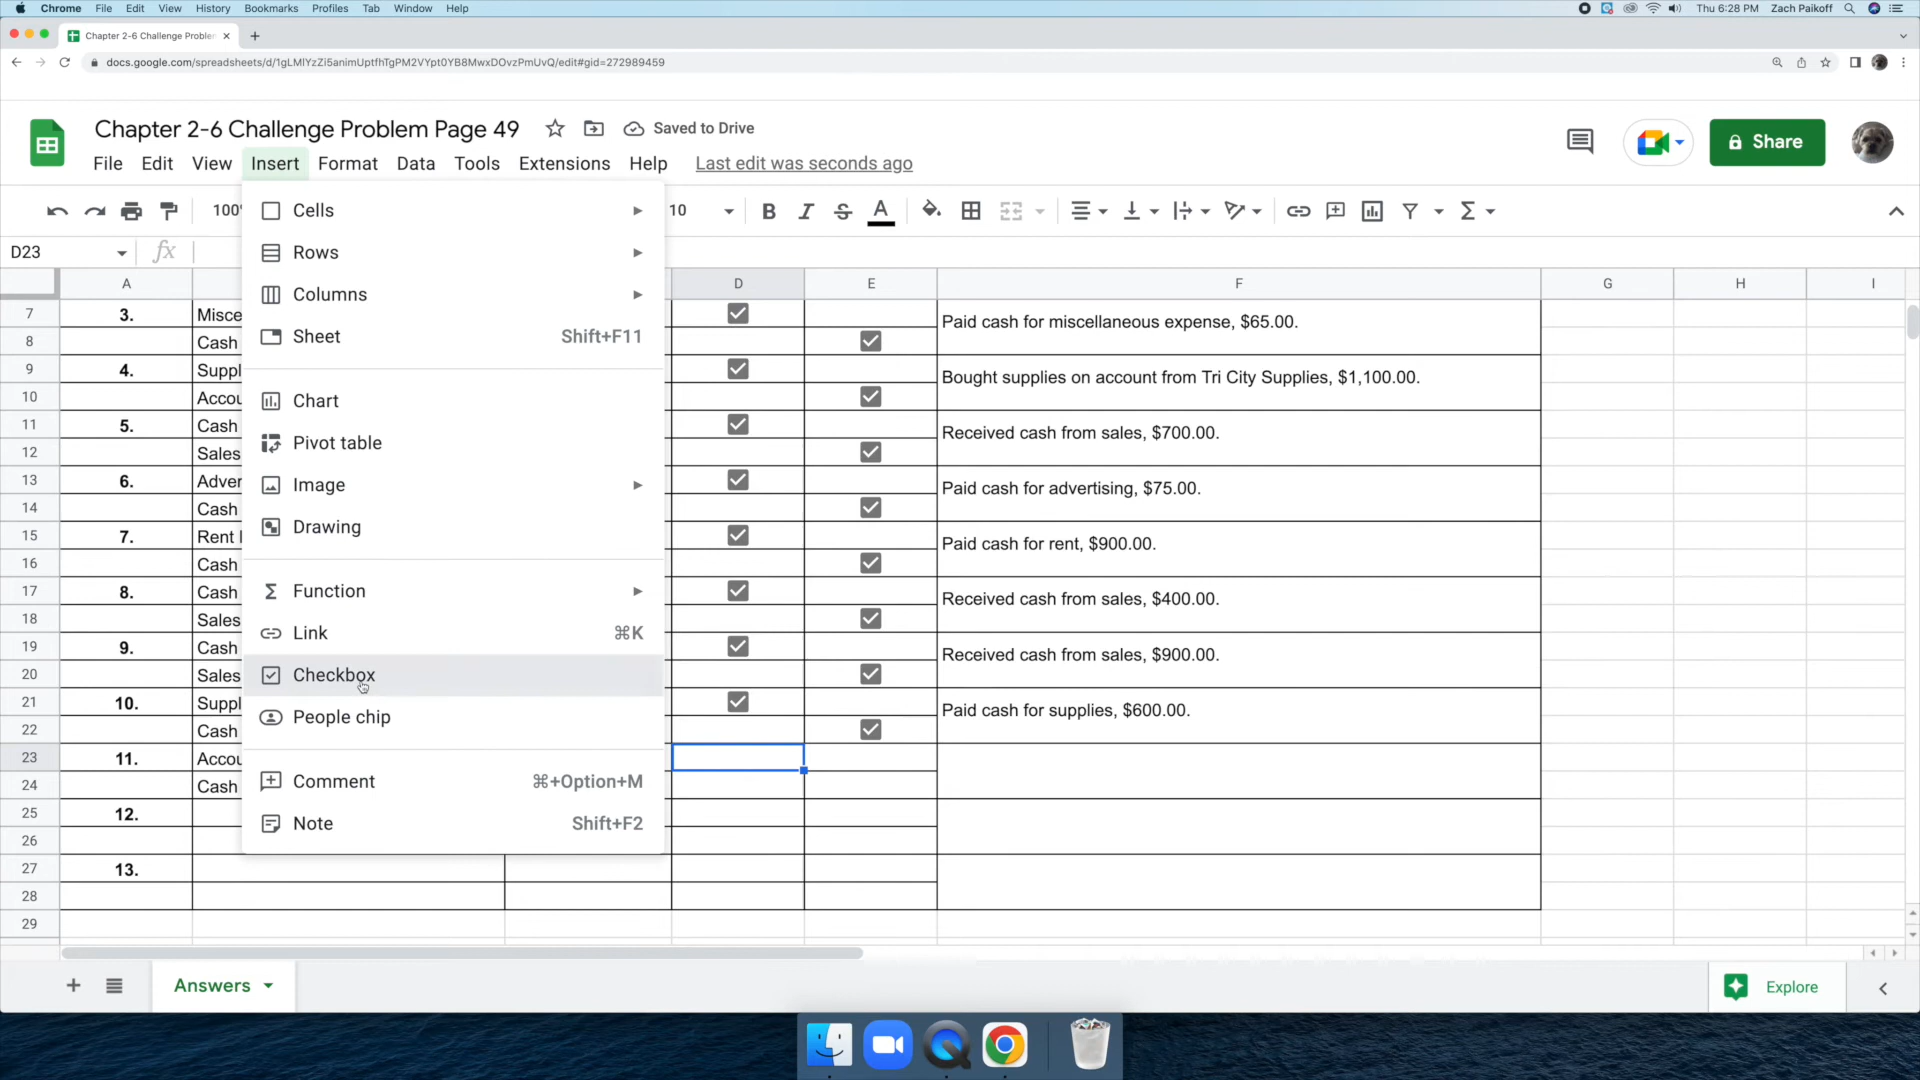 Chrome File Edit View History Bookmarks Profiles Tab Window Help Thu 6:28 PM Zach Paikoff
Chapter 2-6 Challenge Problem
docs.google.com/spreadsheets/d/1gLMIYzZi5animUptfhTgPM2VYpt0YB8MwxDOvzPmUvQ/edit#gid=272989459
Chapter 2-6 Challenge Problem Page 49 Saved to Drive Share
File Edit View Insert Format Data Tools Extensions Help Last edit was seconds ago
100% 10 B I S A Σ
D23 fx
Cells
Rows
Columns
Sheet Shift+F11
Chart
Pivot table
Image
Drawing
Function
Link ⌘K
Checkbox
People chip
Comment ⌘+Option+M
Note Shift+F2
A D E F G H I
7 3. Misce Paid cash for miscellaneous expense, $65.00.
8 Cash
9 4. Suppl Bought supplies on account from Tri City Supplies, $1,100.00.
10 Accou
11 5. Cash Received cash from sales, $700.00.
12 Sales
13 6. Adver Paid cash for advertising, $75.00.
14 Cash
15 7. Rent Paid cash for rent, $900.00.
16 Cash
17 8. Cash Received cash from sales, $400.00.
18 Sales
19 9. Cash Received cash from sales, $900.00.
20 Sales
21 10. Suppl Paid cash for supplies, $600.00.
22 Cash
23 11. Accou
24 Cash
25 12.
26
27 13.
28
29
Answers Explore